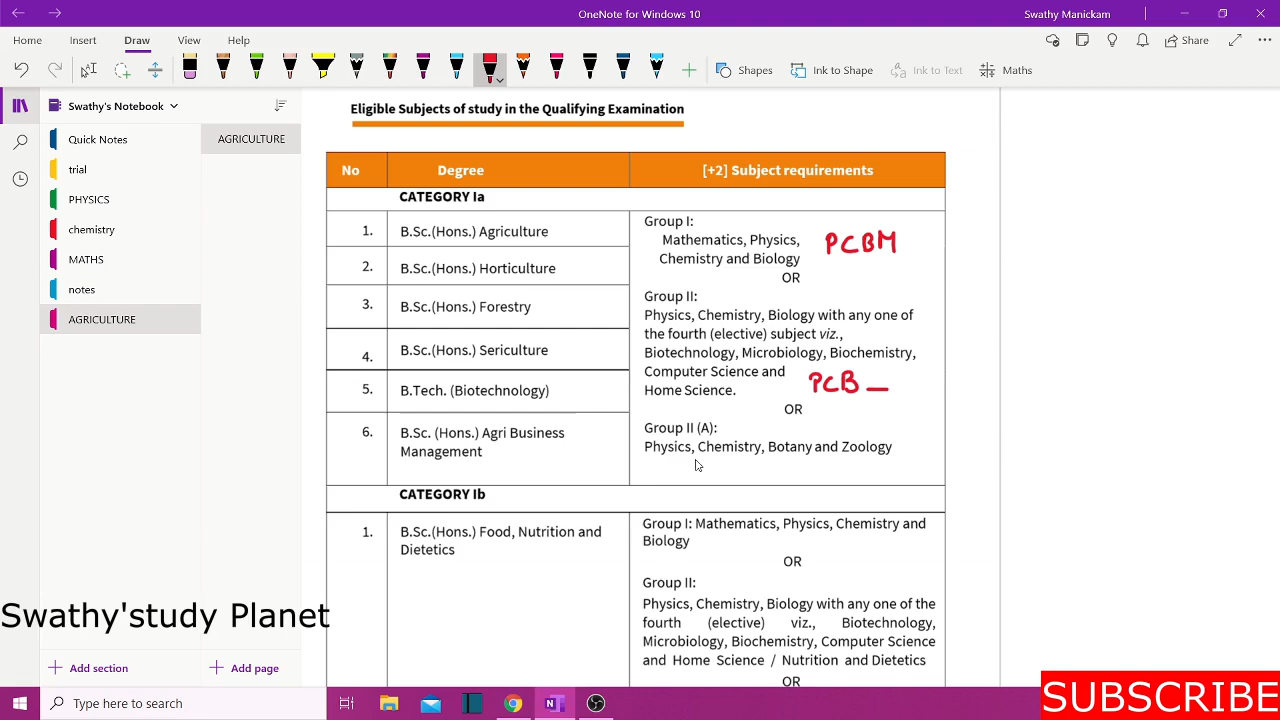 OneNote for Windows 10
Swathy Manickam
Home Insert Draw View Help
Share
Shapes Ink to Shape Ink to Text Maths
Swathy's Notebook
Quick Notes
trial
PHYSICS
chemistry
MATHS
notes
AGRICULTURE
AGRICULTURE
Eligible Subjects of study in the Qualifying Examination
No Degree [+2] Subject requirements
CATEGORY Ia
1. B.Sc.(Hons.) Agriculture
2. B.Sc.(Hons.) Horticulture
3. B.Sc.(Hons.) Forestry
4. B.Sc.(Hons.) Sericulture
5. B.Tech. (Biotechnology)
6. B.Sc. (Hons.) Agri Business
Management
Group I:
Mathematics, Physics,
Chemistry and Biology
PCBM
OR
Group II:
Physics, Chemistry, Biology with any one of
the fourth (elective) subject viz.,
Biotechnology, Microbiology, Biochemistry,
Computer Science and
Home Science.
PCB _
OR
Group II (A):
Physics, Chemistry, Botany and Zoology
CATEGORY Ib
1. B.Sc.(Hons.) Food, Nutrition and
Dietetics
Group I: Mathematics, Physics, Chemistry and
Biology
OR
Group II:
Physics, Chemistry, Biology with any one of the
fourth (elective) viz., Biotechnology,
Microbiology, Biochemistry, Computer Science
and Home Science / Nutrition and Dietetics
OR
Swathy'study Planet
Add section
Add page
Type here to search
SUBSCRIBE